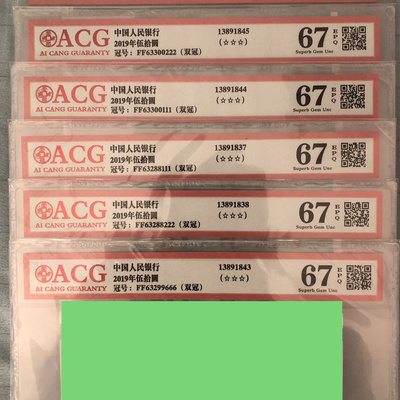 ACG
AI CANG GUARANTY
中国人民银行
2019年伍拾圆
冠号：FF63300222（双冠）
13891845
(☆☆☆)
67 EPQ
Superb Gem Unc
ACG
AI CANG GUARANTY
中国人民银行
2019年伍拾圆
冠号：FF63300111（双冠）
13891844
(☆☆☆)
67 EPQ
Superb Gem Unc
ACG
AI CANG GUARANTY
中国人民银行
2019年伍拾圆
冠号：FF63288111（双冠）
13891837
(☆☆☆)
67 EPQ
Superb Gem Unc
ACG
AI CANG GUARANTY
中国人民银行
2019年伍拾圆
冠号：FF63288222（双冠）
13891838
(☆☆☆)
67 EPQ
Superb Gem Unc
ACG
AI CANG GUARANTY
中国人民银行
2019年伍拾圆
冠号：FF63299666（双冠）
13891843
(☆☆☆)
67 EPQ
Superb Gem Unc